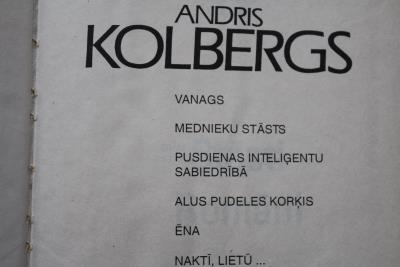 ANDRIS
KOLBERGS
VANAGS
MEDNIEKU STĀSTS
PUSDIENAS INTELIĢENTU
SABIEDRĪBĀ
ALUS PUDELES KORĶIS
ĒNA
NAKTĪ, LIETŪ ...